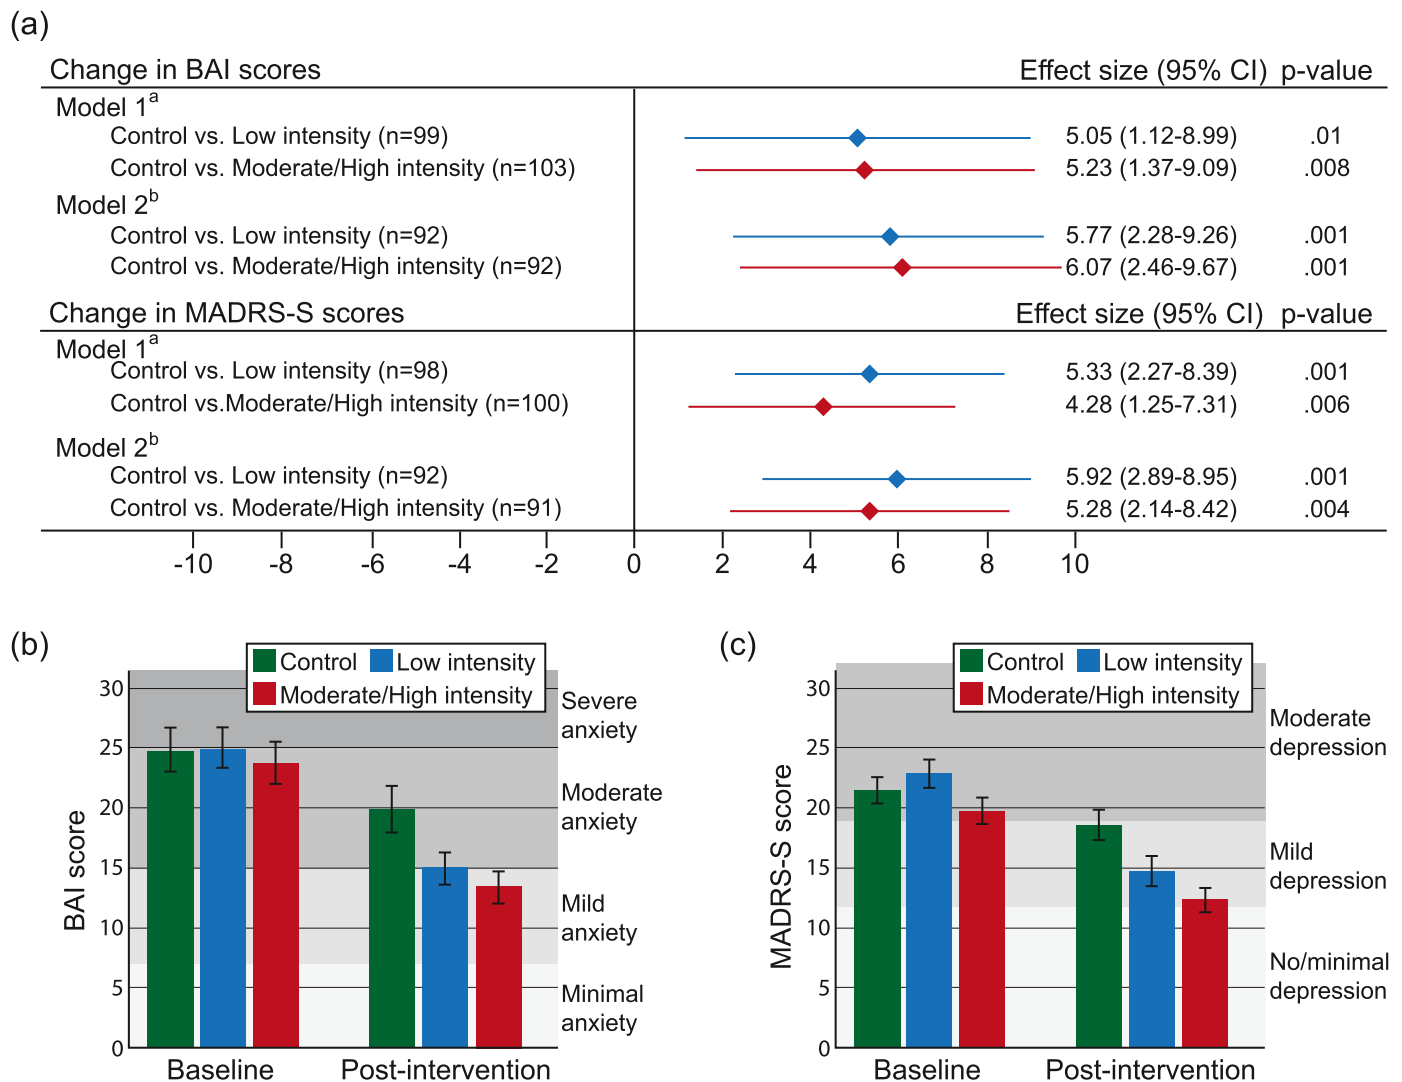 (a)
Change in BAI scores Effect size (95% CI) p-value
Model 1a
Control vs. Low intensity (n=99) 5.05 (1.12-8.99) .01
Control vs. Moderate/High intensity (n=103) 5.23 (1.37-9.09) .008
Model 2b
Control vs. Low intensity (n=92) 5.77 (2.28-9.26) .001
Control vs. Moderate/High intensity (n=92) 6.07 (2.46-9.67) .001
Change in MADRS-S scores Effect size (95% CI) p-value
Model 1a
Control vs. Low intensity (n=98) 5.33 (2.27-8.39) .001
Control vs.Moderate/High intensity (n=100) 4.28 (1.25-7.31) .006
Model 2b
Control vs. Low intensity (n=92) 5.92 (2.89-8.95) .001
Control vs. Moderate/High intensity (n=91) 5.28 (2.14-8.42) .004
-10 -8 -6 -4 -2 0 2 4 6 8 10
(b)
Control Low intensity
Moderate/High intensity
BAI score
30
25
20
15
10
5
0
Severe
anxiety
Moderate
anxiety
Mild
anxiety
Minimal
anxiety
Baseline Post-intervention
(c)
Control Low intensity
Moderate/High intensity
MADRS-S score
30
25
20
15
10
5
0
Moderate
depression
Mild
depression
No/minimal
depression
Baseline Post-intervention